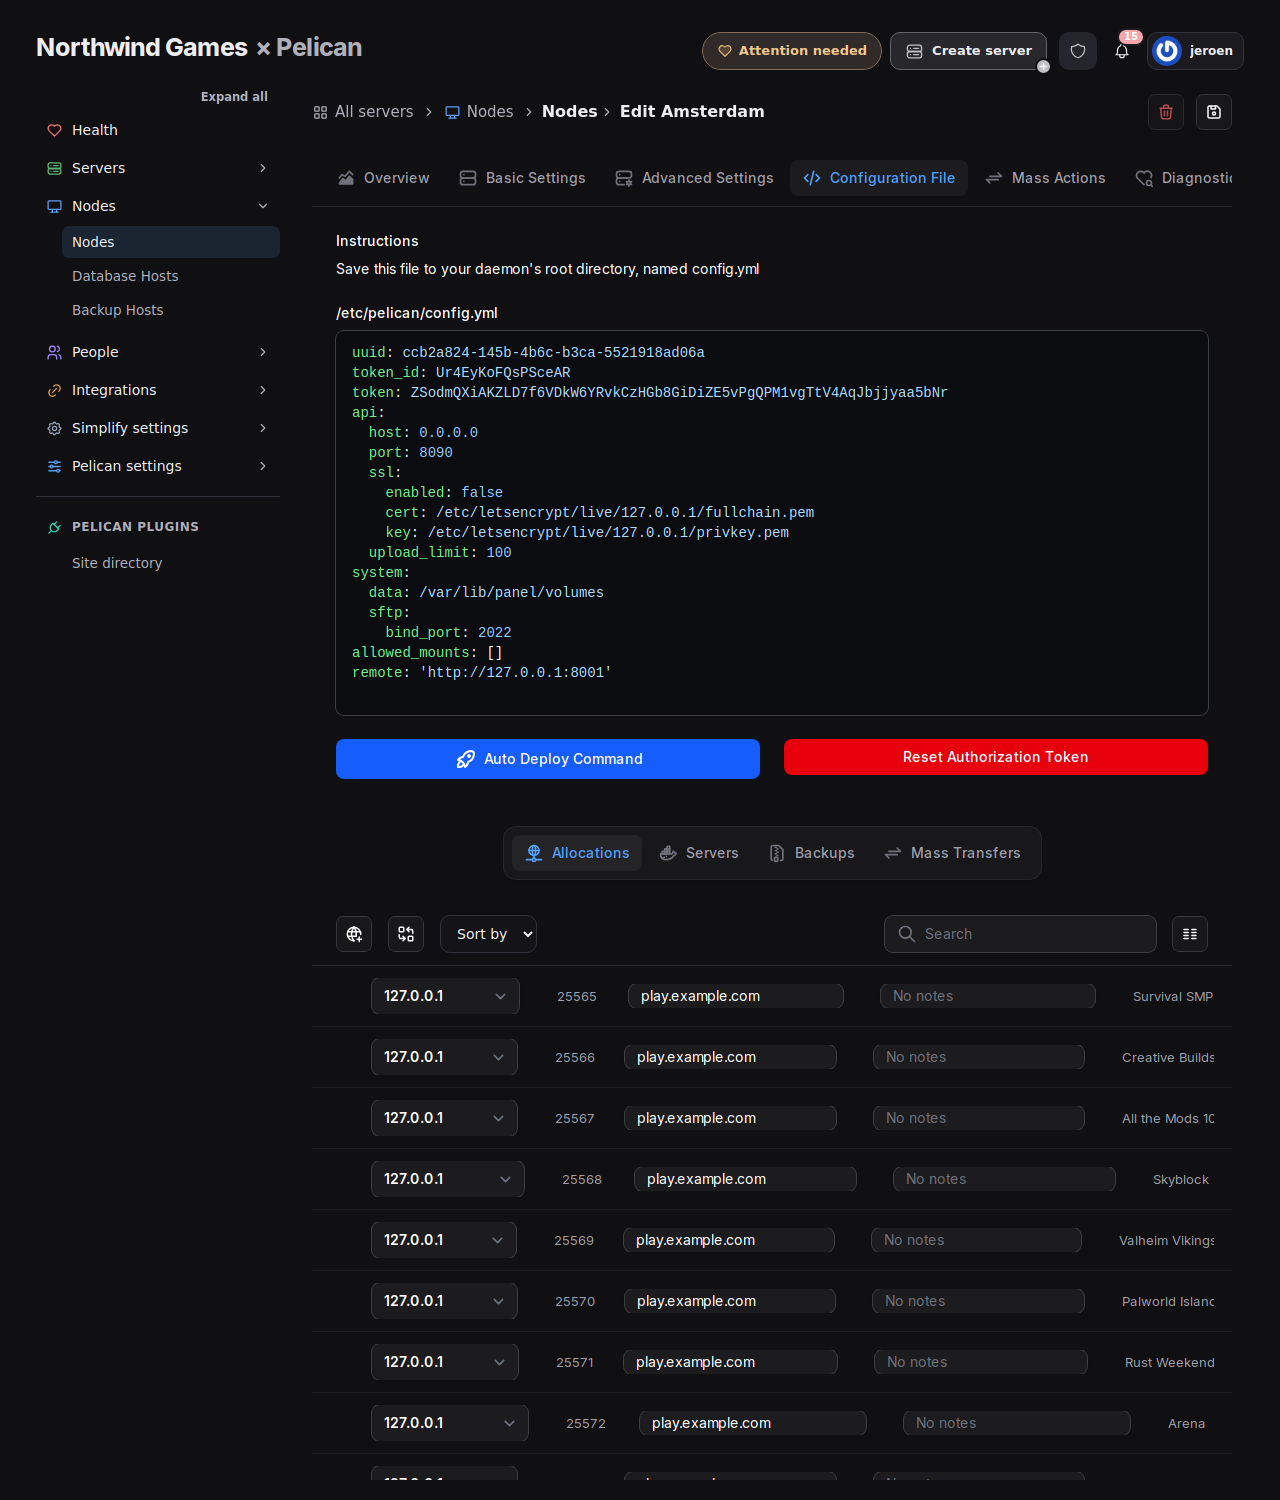 Northwind Games × Pelican
Attention needed
Create server
15
jeroen
Expand all
Health
Servers
Nodes
Nodes
Database Hosts
Backup Hosts
People
Integrations
Simplify settings
Pelican settings
PELICAN PLUGINS
Site directory
All servers > Nodes > Nodes > Edit Amsterdam
Overview
Basic Settings
Advanced Settings
Configuration File
Mass Actions
Diagnostic
Instructions
Save this file to your daemon's root directory, named config.yml
/etc/pelican/config.yml
uuid: ccb2a824-145b-4b6c-b3ca-5521918ad06a
token_id: Ur4EyKoFQsPSceAR
token: ZSodmQXiAKZLD7f6VDkW6YRvkCzHGb8GiDiZE5vPgQPM1vgTtV4AqJbjjyaa5bNr
api:
  host: 0.0.0.0
  port: 8090
  ssl:
    enabled: false
    cert: /etc/letsencrypt/live/127.0.0.1/fullchain.pem
    key: /etc/letsencrypt/live/127.0.0.1/privkey.pem
  upload_limit: 100
system:
  data: /var/lib/panel/volumes
  sftp:
    bind_port: 2022
allowed_mounts: []
remote: 'http://127.0.0.1:8001'
Auto Deploy Command
Reset Authorization Token
Allocations
Servers
Backups
Mass Transfers
Sort by
Search
127.0.0.1 25565 play.example.com No notes Survival SMP
127.0.0.1 25566 play.example.com No notes Creative Builds
127.0.0.1 25567 play.example.com No notes All the Mods 10
127.0.0.1 25568 play.example.com No notes Skyblock
127.0.0.1 25569 play.example.com No notes Valheim Vikings
127.0.0.1 25570 play.example.com No notes Palworld Island
127.0.0.1 25571 play.example.com No notes Rust Weekend
127.0.0.1 25572 play.example.com No notes Arena